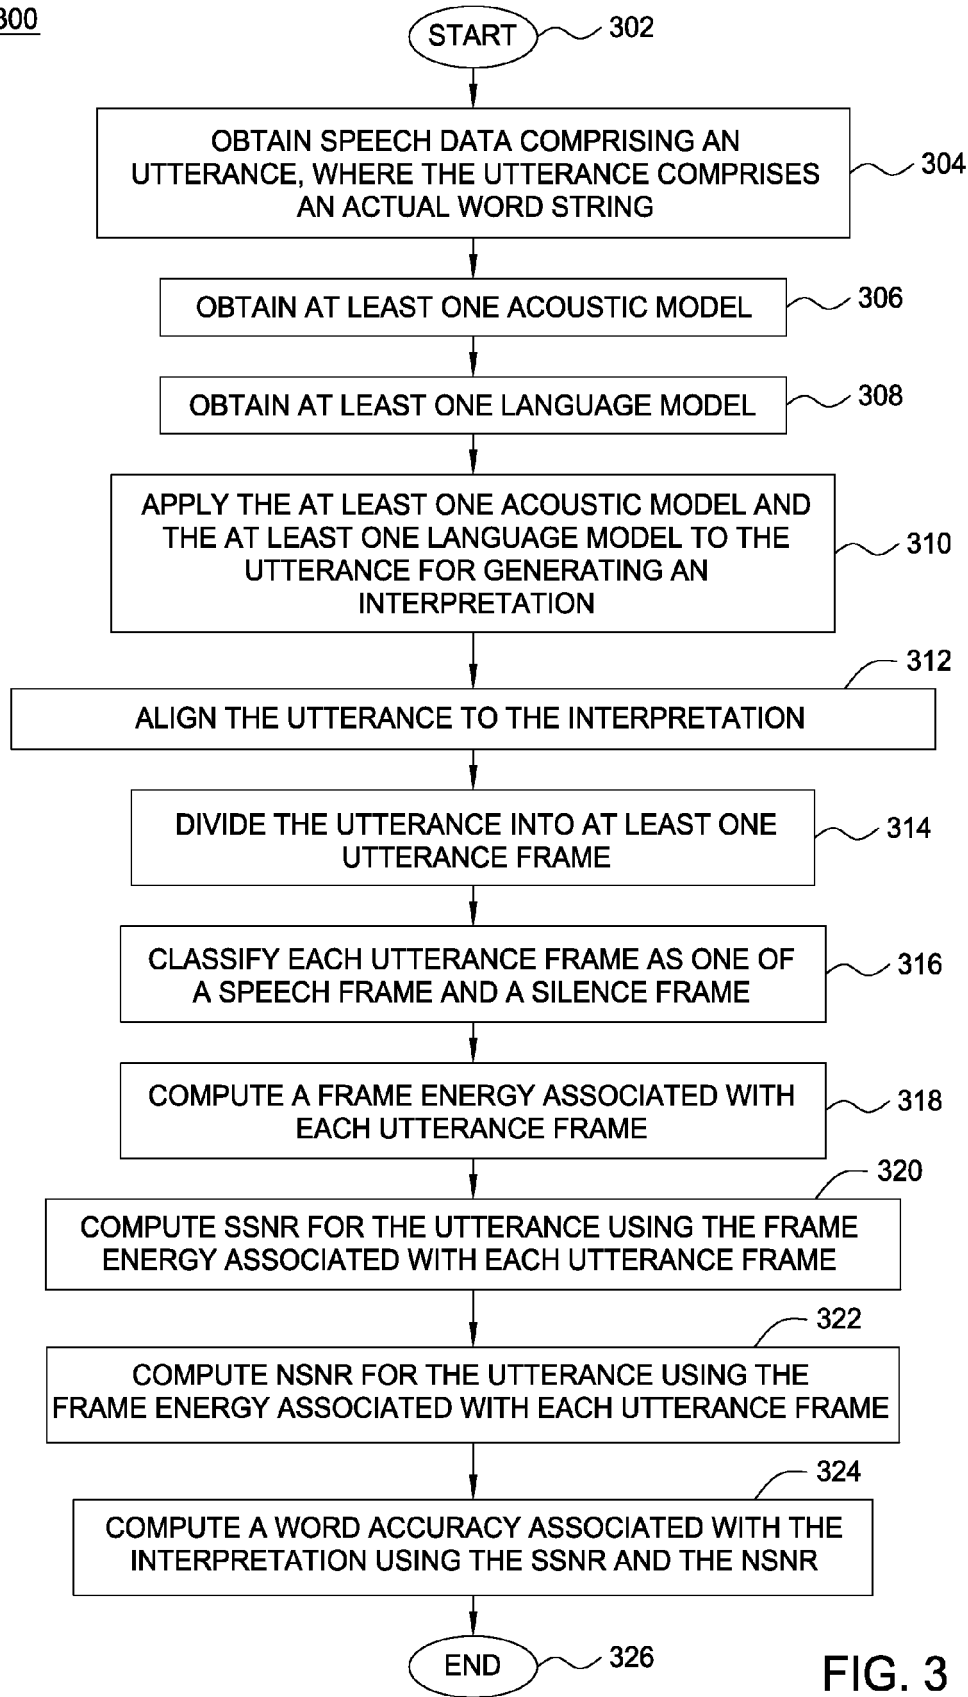 300
START
302
OBTAIN SPEECH DATA COMPRISING AN
UTTERANCE, WHERE THE UTTERANCE COMPRISES
AN ACTUAL WORD STRING
304
OBTAIN AT LEAST ONE ACOUSTIC MODEL
306
OBTAIN AT LEAST ONE LANGUAGE MODEL
308
APPLY THE AT LEAST ONE ACOUSTIC MODEL AND
THE AT LEAST ONE LANGUAGE MODEL TO THE
UTTERANCE FOR GENERATING AN
INTERPRETATION
310
312
ALIGN THE UTTERANCE TO THE INTERPRETATION
DIVIDE THE UTTERANCE INTO AT LEAST ONE
UTTERANCE FRAME
314
CLASSIFY EACH UTTERANCE FRAME AS ONE OF
A SPEECH FRAME AND A SILENCE FRAME
316
COMPUTE A FRAME ENERGY ASSOCIATED WITH
EACH UTTERANCE FRAME
318
320
COMPUTE SSNR FOR THE UTTERANCE USING THE FRAME
ENERGY ASSOCIATED WITH EACH UTTERANCE FRAME
322
COMPUTE NSNR FOR THE UTTERANCE USING THE
FRAME ENERGY ASSOCIATED WITH EACH UTTERANCE FRAME
324
COMPUTE A WORD ACCURACY ASSOCIATED WITH THE
INTERPRETATION USING THE SSNR AND THE NSNR
END
326
FIG. 3